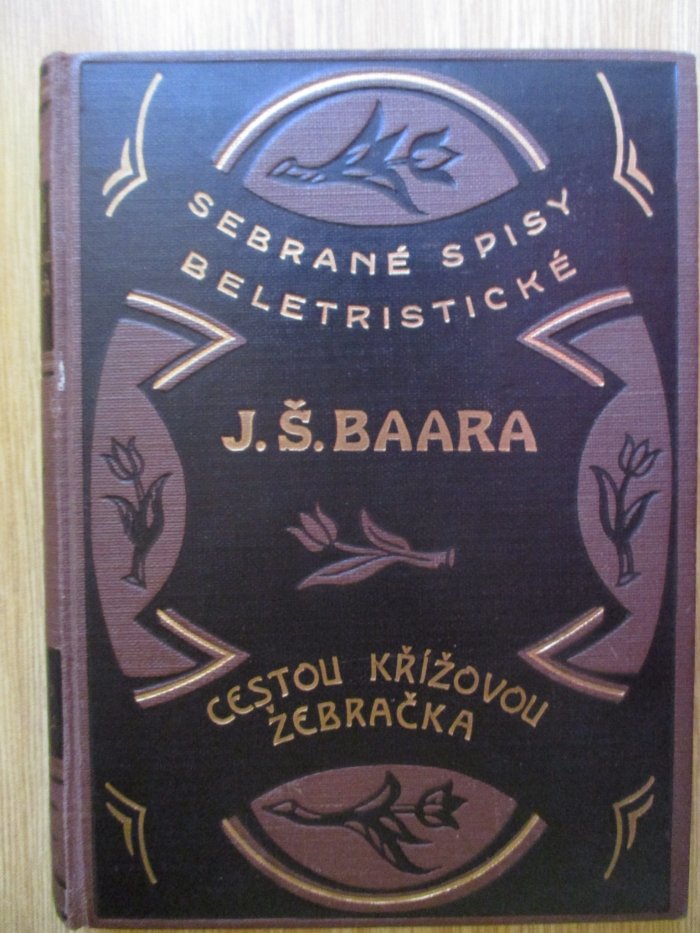 SEBRANÉ SPISY
BELETRISTICKÉ
J. Š. BAARA
CESTOU KŘÍŽOVOU
ŽEBRAČKA